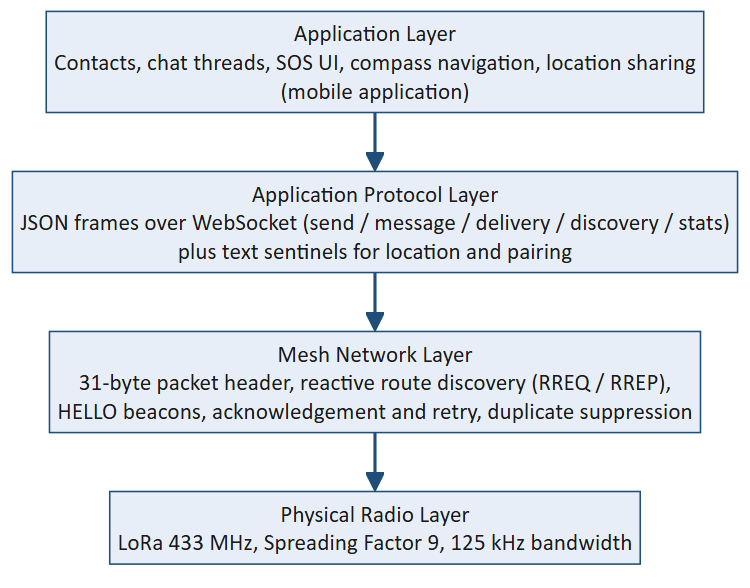 Application Layer
Contacts, chat threads, SOS UI, compass navigation, location sharing
(mobile application)
Application Protocol Layer
JSON frames over WebSocket (send / message / delivery / discovery / stats)
plus text sentinels for location and pairing
Mesh Network Layer
31-byte packet header, reactive route discovery (RREQ / RREP),
HELLO beacons, acknowledgement and retry, duplicate suppression
Physical Radio Layer
LoRa 433 MHz, Spreading Factor 9, 125 kHz bandwidth